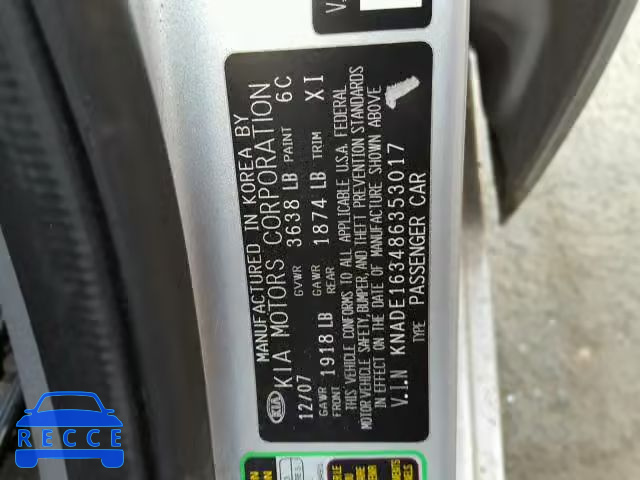 MANUFACTURED IN KOREA BY
KIA KIA MOTORS CORPORATION
12/07 GVWR 3638 LB PAINT 6C
GAWR FRONT 1918 LB GAWR REAR 1874 LB TRIM XI
THIS VEHICLE CONFORMS TO ALL APPLICABLE U.S.A. FEDERAL
MOTOR VEHICLE SAFETY, BUMPER, AND THEFT PREVENTION STANDARDS
IN EFFECT ON THE DATE OF MANUFACTURE SHOWN ABOVE
V.I.N KNADE163486353017
TYPE PASSENGER CAR
RECCE